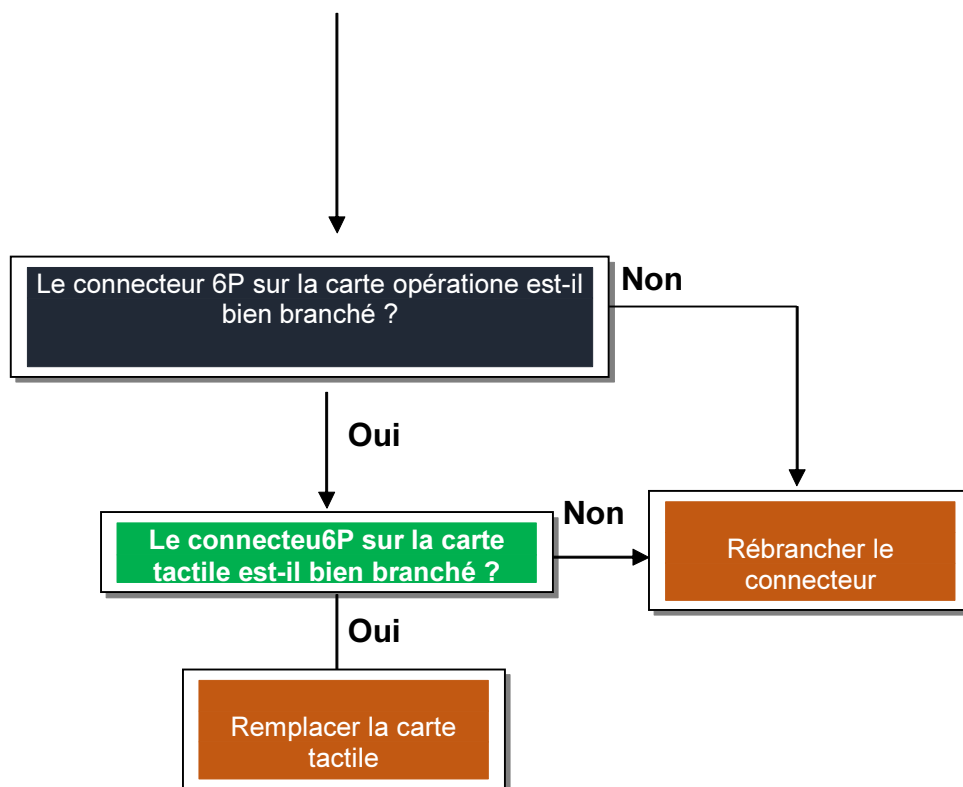 Le connecteur 6P sur la carte opératione est-il
bien branché ?
Non
Oui
Le connecteu6P sur la carte
tactile est-il bien branché ?
Non
Rébrancher le
connecteur
Oui
Remplacer la carte
tactile